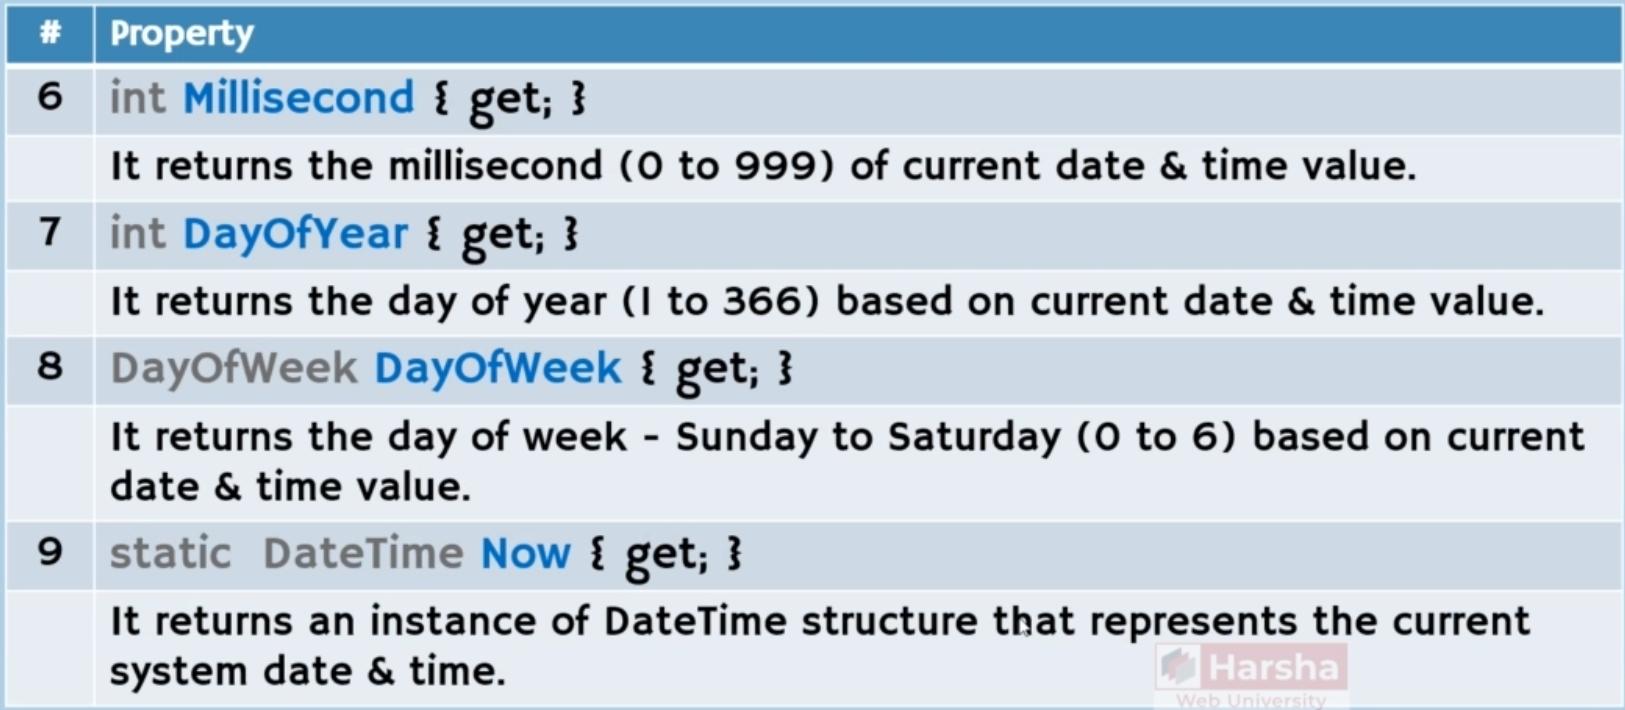 # Property
6 int Millisecond { get; }
It returns the millisecond (0 to 999) of current date & time value.
7 int DayOfYear { get; }
It returns the day of year (1 to 366) based on current date & time value.
8 DayOfWeek DayOfWeek { get; }
It returns the day of week - Sunday to Saturday (0 to 6) based on current
date & time value.
9 static DateTime Now { get; }
It returns an instance of DateTime structure that represents the current
system date & time.
Harsha
Web University